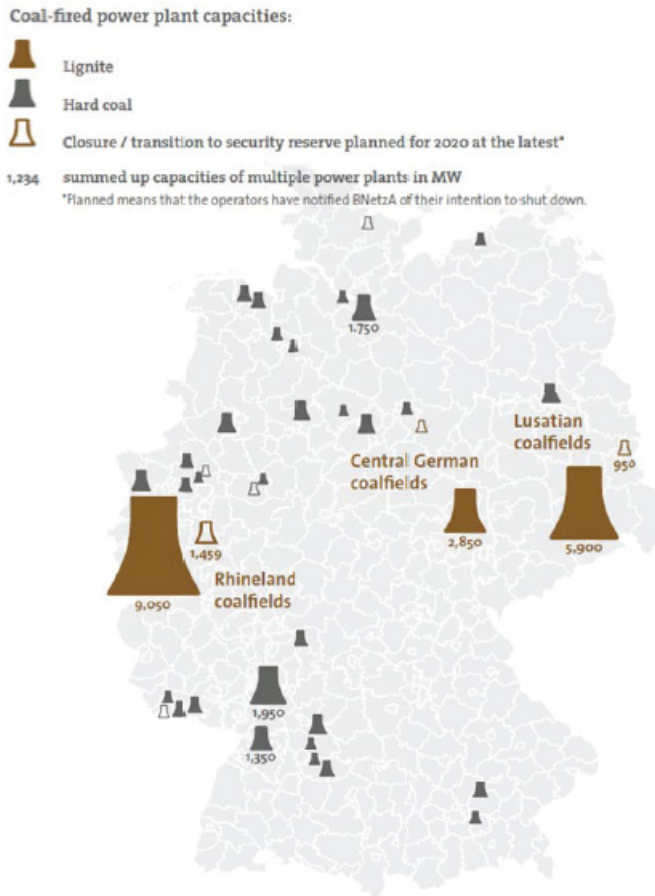 Coal-fired power plant capacities:
Lignite
Hard coal
Closure / transition to security reserve planned for 2020 at the latest*
1,234 summed up capacities of multiple power plants in MW
*Planned means that the operators have notified BNetzA of their intention to shut down.
1.750
Lusatian
coalfields
950
Central German
coalfields
2,850
5,900
1,459
Rhineland
coalfields
9,050
1,950
1,350